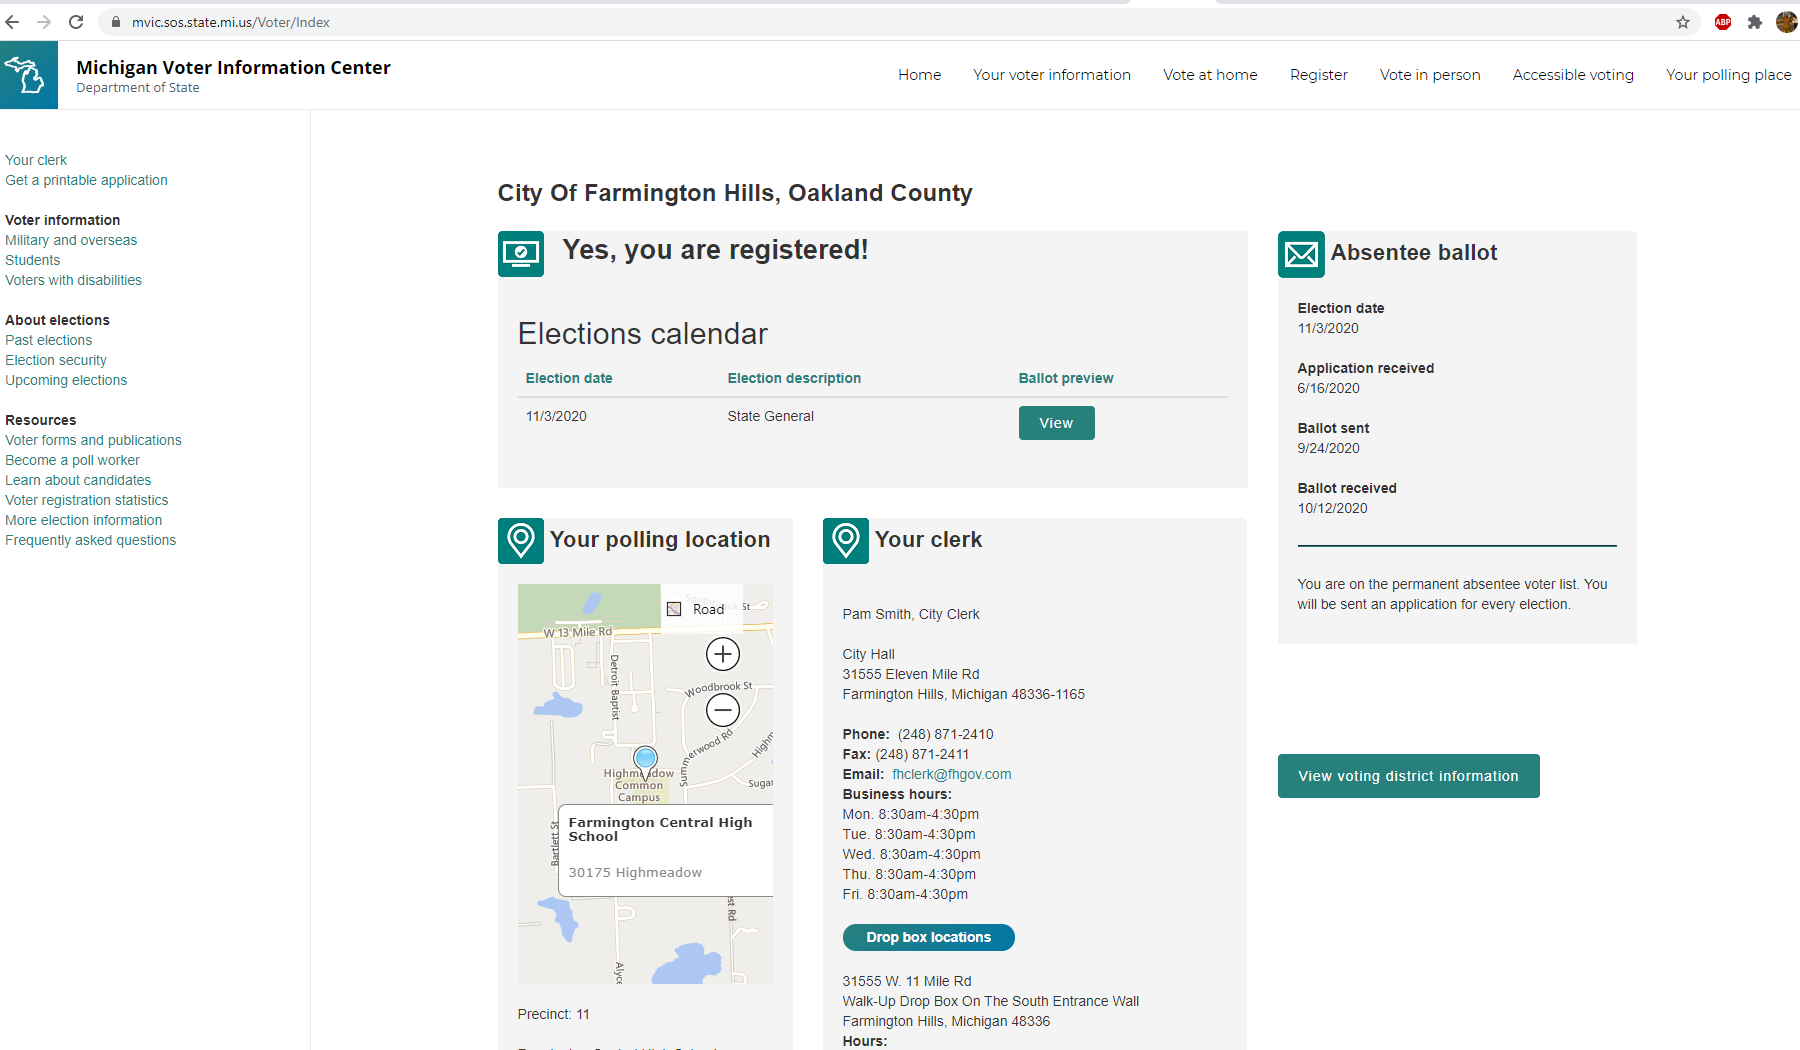 mvic.sos.state.mi.us/Voter/Index
ABP
Michigan Voter Information Center
Department of State
Home
Your voter information
Vote at home
Register
Vote in person
Accessible voting
Your polling place
Your clerk
Get a printable application
Voter information
Military and overseas
Students
Voters with disabilities
About elections
Past elections
Election security
Upcoming elections
Resources
Voter forms and publications
Become a poll worker
Learn about candidates
Voter registration statistics
More election information
Frequently asked questions
City Of Farmington Hills, Oakland County
Yes, you are registered!
Elections calendar
Election date Election description Ballot preview
11/3/2020 State General View
Absentee ballot
Election date
11/3/2020
Application received
6/16/2020
Ballot sent
9/24/2020
Ballot received
10/12/2020
You are on the permanent absentee voter list. You
will be sent an application for every election.
View voting district information
Your polling location
Road
St
W 13 Mile Rd
Detroit Baptist
Woodbrook St
Summerwood Rd
Highm
Sugar
Highmeadow
Common
Campus
Bartlett St
Farmington Central High
School
30175 Highmeadow
st Rd
Alyce
Precinct: 11
Your clerk
Pam Smith, City Clerk
City Hall
31555 Eleven Mile Rd
Farmington Hills, Michigan 48336-1165
Phone: (248) 871-2410
Fax: (248) 871-2411
Email: fhclerk@fhgov.com
Business hours:
Mon. 8:30am-4:30pm
Tue. 8:30am-4:30pm
Wed. 8:30am-4:30pm
Thu. 8:30am-4:30pm
Fri. 8:30am-4:30pm
Drop box locations
31555 W. 11 Mile Rd
Walk-Up Drop Box On The South Entrance Wall
Farmington Hills, Michigan 48336
Hours: